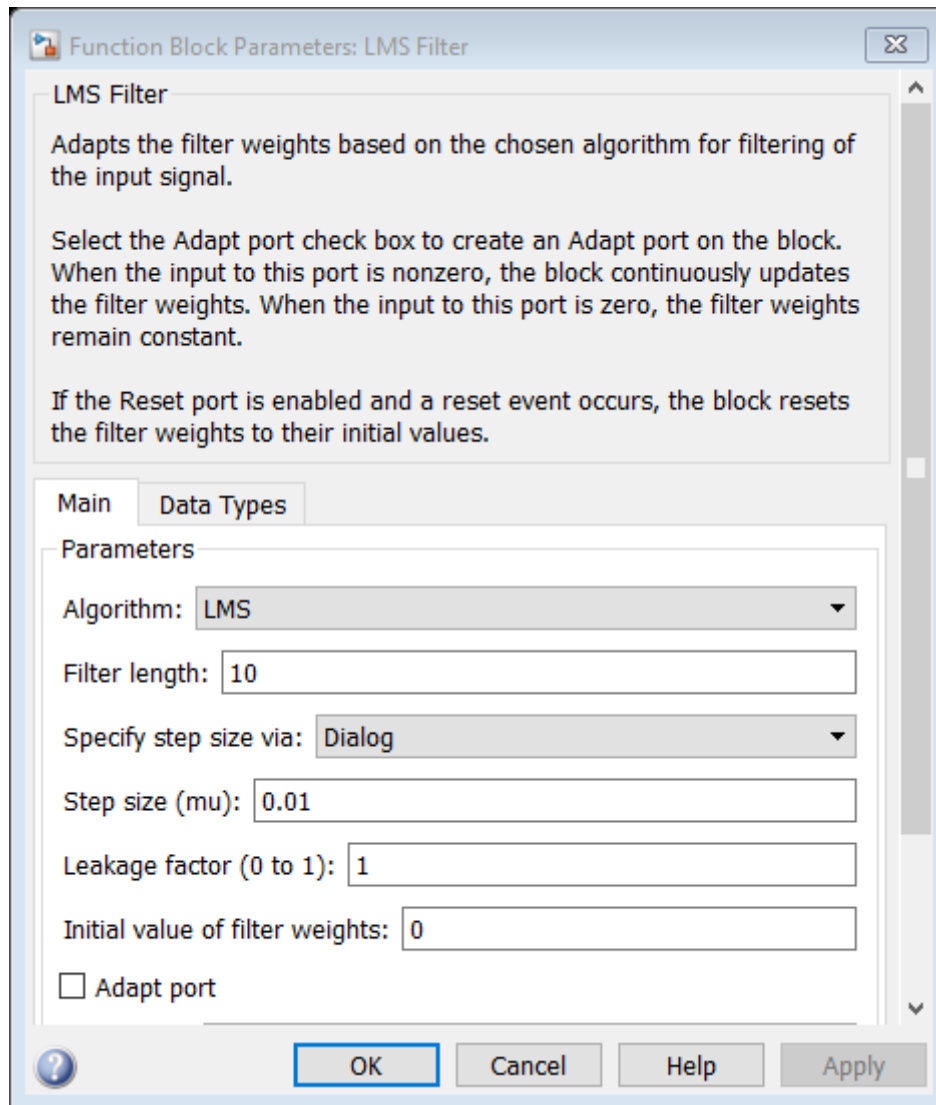 Function Block Parameters: LMS Filter
LMS Filter
Adapts the filter weights based on the chosen algorithm for filtering of
the input signal.
Select the Adapt port check box to create an Adapt port on the block.
When the input to this port is nonzero, the block continuously updates
the filter weights. When the input to this port is zero, the filter weights
remain constant.
If the Reset port is enabled and a reset event occurs, the block resets
the filter weights to their initial values.
Main Data Types
Parameters
Algorithm: LMS
Filter length: 10
Specify step size via: Dialog
Step size (mu): 0.01
Leakage factor (0 to 1): 1
Initial value of filter weights: 0
Adapt port
? OK Cancel Help Apply